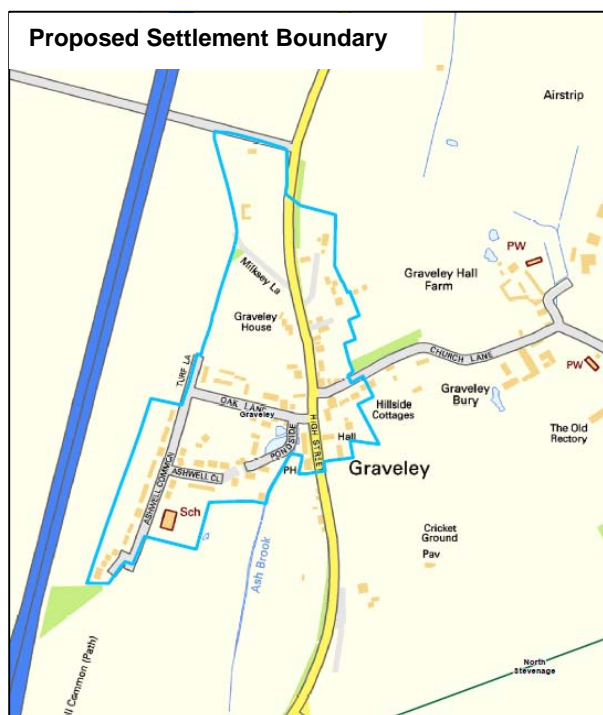 Proposed Settlement Boundary
Airstrip
PW
Graveley Hall
Farm
Milksey La
Graveley
House
CHURCH LANE
PW
TURF LA
OAK LANE
Graveley
Hillside
Cottages
Graveley
Bury
The Old
Rectory
PONDSIDE
HIGH STREET
Hall
Graveley
PH
ASHWELL COMMON
ASHWELL CL
Sch
Ash Brook
Cricket
Ground
Pav
North
Stevenage
ll Common (Path)